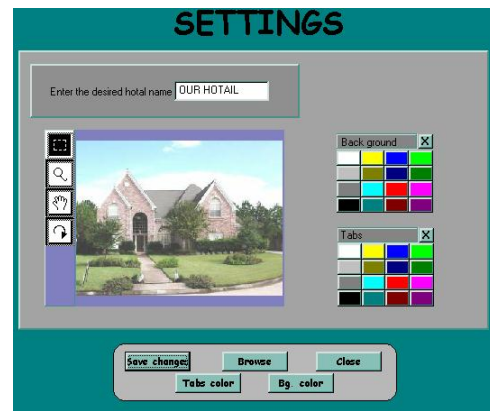 SETTINGS
Enter the desired hotal name OUR HOTAIL
Back ground X
Tabs X
Save changes Browse Close
Tabs color Bg. color